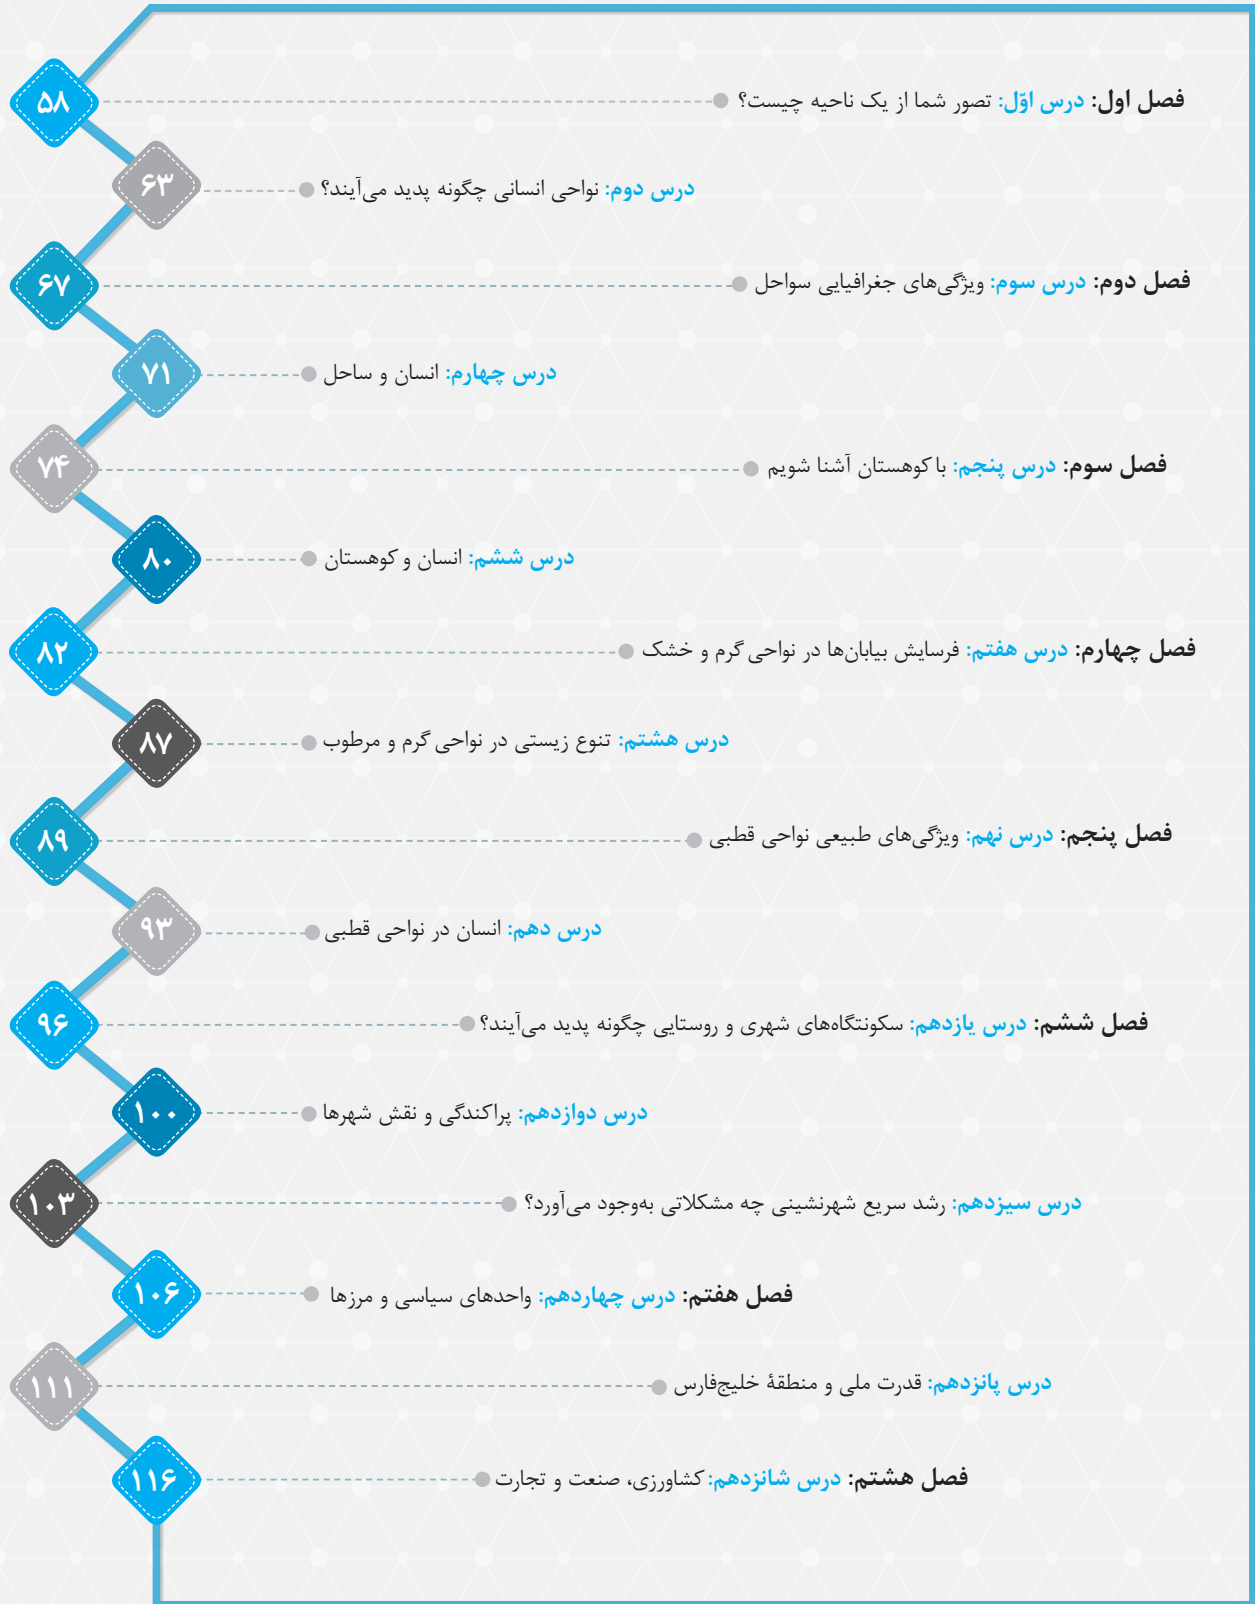 فصل اول: درس اوّل: تصور شما از یک ناحیه چیست؟ ۵۸
درس دوم: نواحی انسانی چگونه پدید می‌آیند؟ ۶۳
فصل دوم: درس سوم: ویژگی‌های جغرافیایی سواحل ۶۷
درس چهارم: انسان و ساحل ۷۱
فصل سوم: درس پنجم: با کوهستان آشنا شویم ۷۴
درس ششم: انسان و کوهستان ۸۰
فصل چهارم: درس هفتم: فرسایش بیابان‌ها در نواحی گرم و خشک ۸۲
درس هشتم: تنوع زیستی در نواحی گرم و مرطوب ۸۷
فصل پنجم: درس نهم: ویژگی‌های طبیعی نواحی قطبی ۸۹
درس دهم: انسان در نواحی قطبی ۹۳
فصل ششم: درس یازدهم: سکونتگاه‌های شهری و روستایی چگونه پدید می‌آیند؟ ۹۶
درس دوازدهم: پراکندگی و نقش شهرها ۱۰۰
درس سیزدهم: رشد سریع شهرنشینی چه مشکلاتی به‌وجود می‌آورد؟ ۱۰۳
فصل هفتم: درس چهاردهم: واحدهای سیاسی و مرزها ۱۰۶
درس پانزدهم: قدرت ملی و منطقهٔ خلیج‌فارس ۱۱۱
فصل هشتم: درس شانزدهم: کشاورزی، صنعت و تجارت ۱۱۶